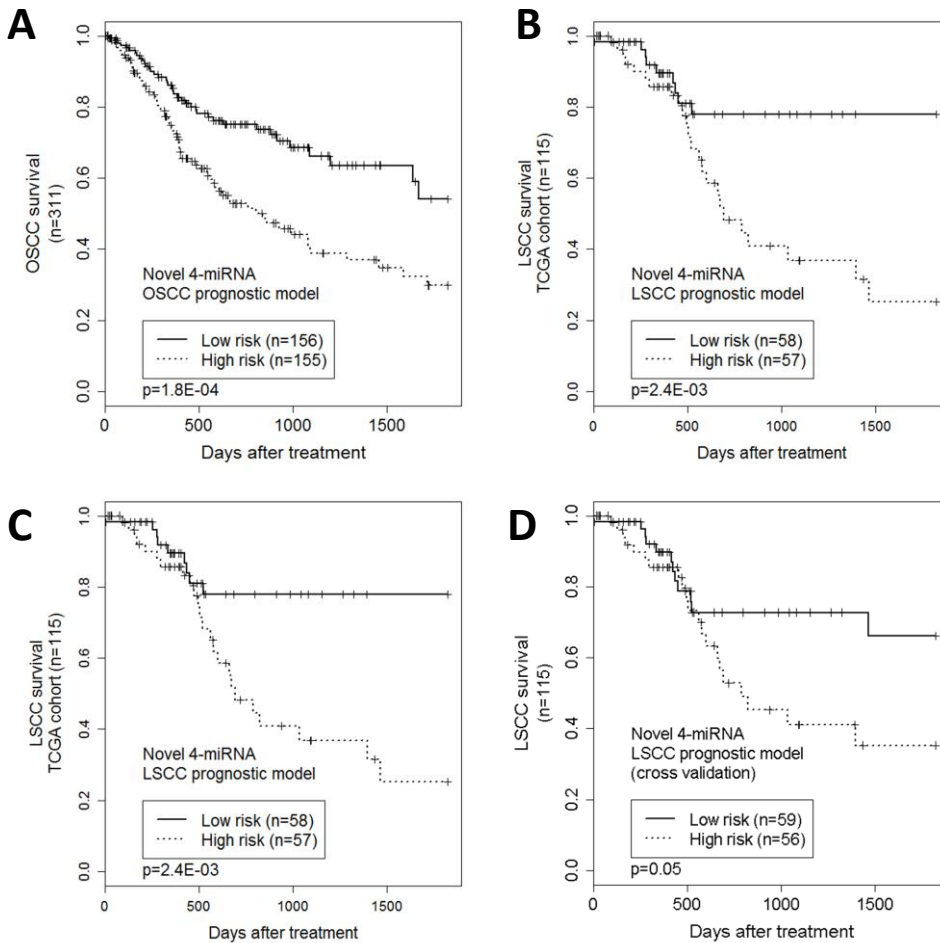 A
OSCC survival
(n=311)
1.0
0.8
0.6
0.4
0.2
0.0
Novel 4-miRNA
OSCC prognostic model
Low risk (n=156)
High risk (n=155)
p=1.8E-04
0 500 1000 1500
Days after treatment
B
LSCC survival
TCGA cohort (n=115)
1.0
0.8
0.6
0.4
0.2
0.0
Novel 4-miRNA
LSCC prognostic model
Low risk (n=58)
High risk (n=57)
p=2.4E-03
0 500 1000 1500
Days after treatment
C
LSCC survival
TCGA cohort (n=115)
1.0
0.8
0.6
0.4
0.2
0.0
Novel 4-miRNA
LSCC prognostic model
Low risk (n=58)
High risk (n=57)
p=2.4E-03
0 500 1000 1500
Days after treatment
D
LSCC survival
(n=115)
1.0
0.8
0.6
0.4
0.2
0.0
Novel 4-miRNA
LSCC prognostic model
(cross validation)
Low risk (n=59)
High risk (n=56)
p=0.05
0 500 1000 1500
Days after treatment